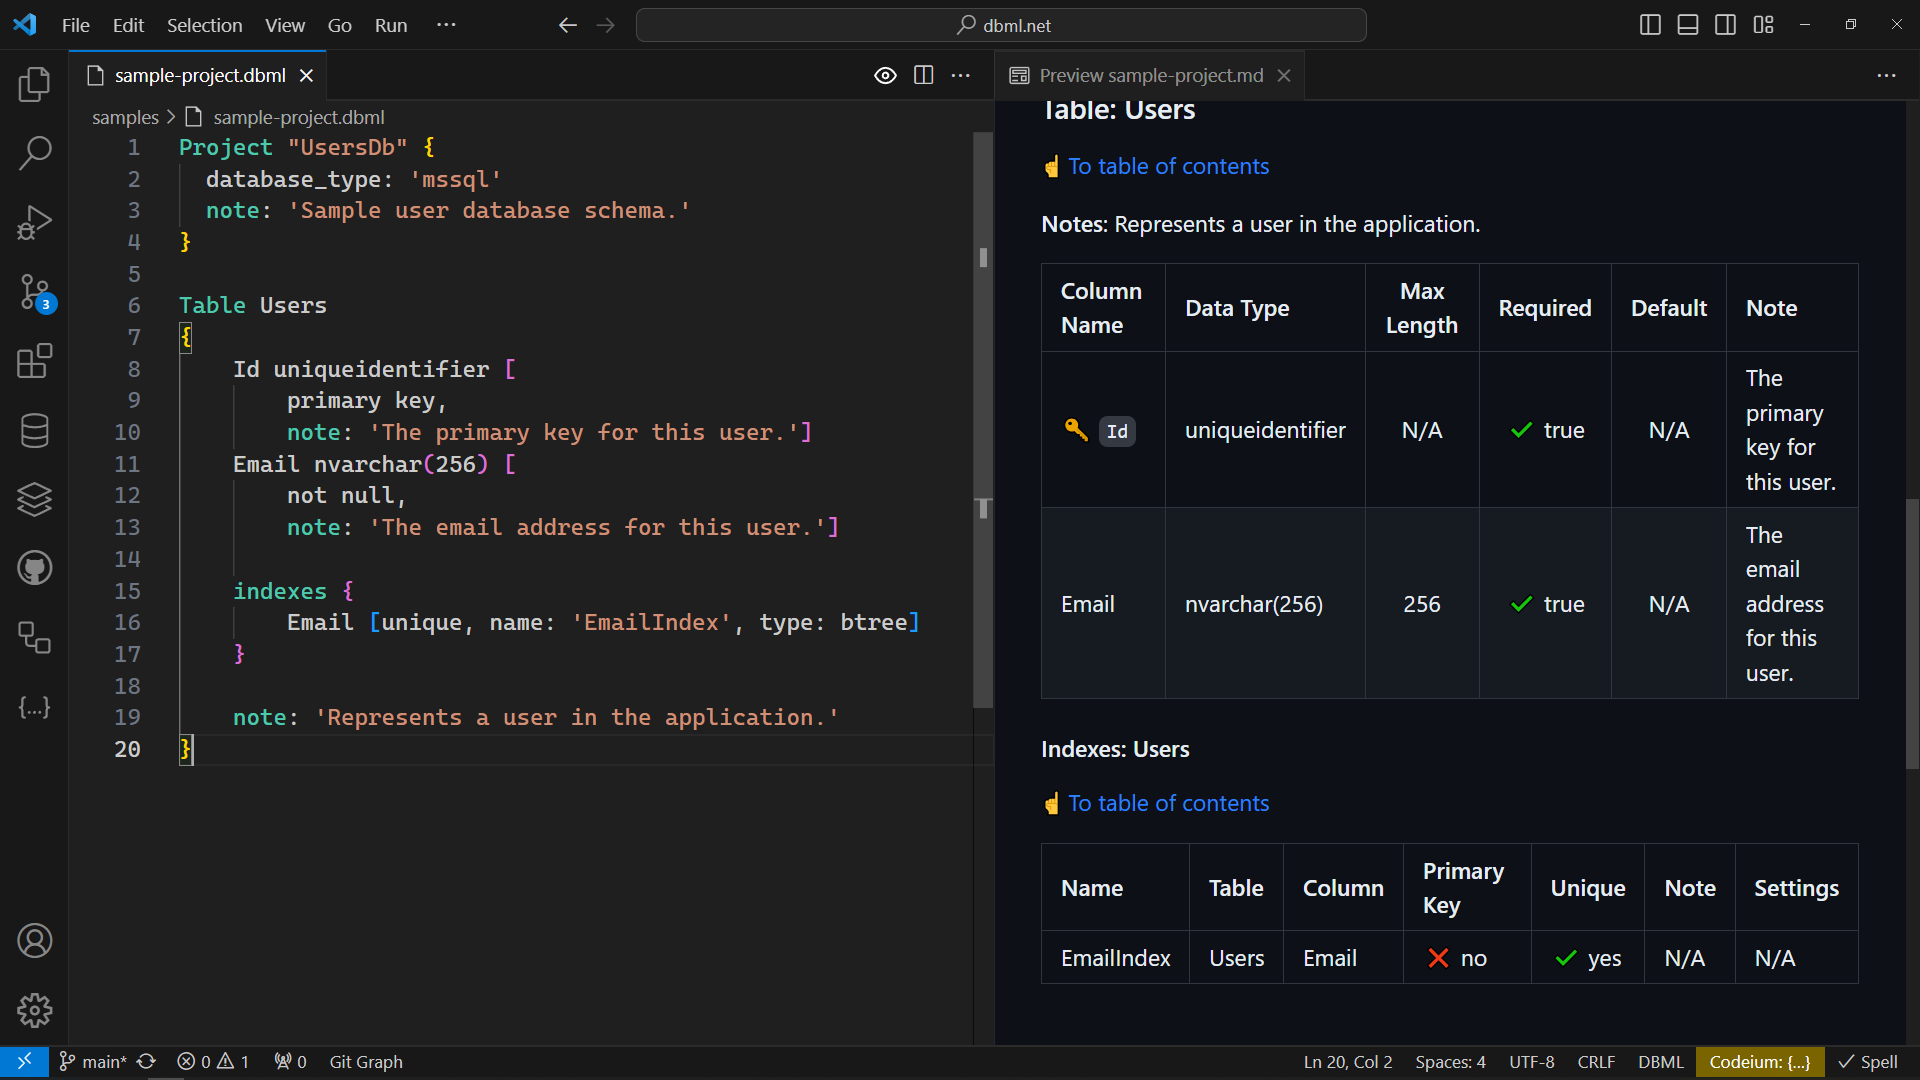 File Edit Selection View Go Run ···
dbml.net
sample-project.dbml
Preview sample-project.md
samples > sample-project.dbml
1 Project "UsersDb" {
2 database_type: 'mssql'
3 note: 'Sample user database schema.'
4 }
5
6 Table Users
7 {
8 Id uniqueidentifier [
9 primary key,
10 note: 'The primary key for this user.']
11 Email nvarchar(256) [
12 not null,
13 note: 'The email address for this user.']
14
15 indexes {
16 Email [unique, name: 'EmailIndex', type: btree]
17 }
18
19 note: 'Represents a user in the application.'
20 }
3
{...}
Table: Users
To table of contents
Notes: Represents a user in the application.
Column Name
Data Type
Max Length
Required
Default
Note
Id
uniqueidentifier
N/A
true
N/A
The
primary
key for
this user.
Email
nvarchar(256)
256
true
N/A
The
email
address
for this
user.
Indexes: Users
To table of contents
Name
Table
Column
Primary Key
Unique
Note
Settings
EmailIndex
Users
Email
no
yes
N/A
N/A
main* 0 1 0 Git Graph
Ln 20, Col 2 Spaces: 4 UTF-8 CRLF DBML Codeium: {...} Spell